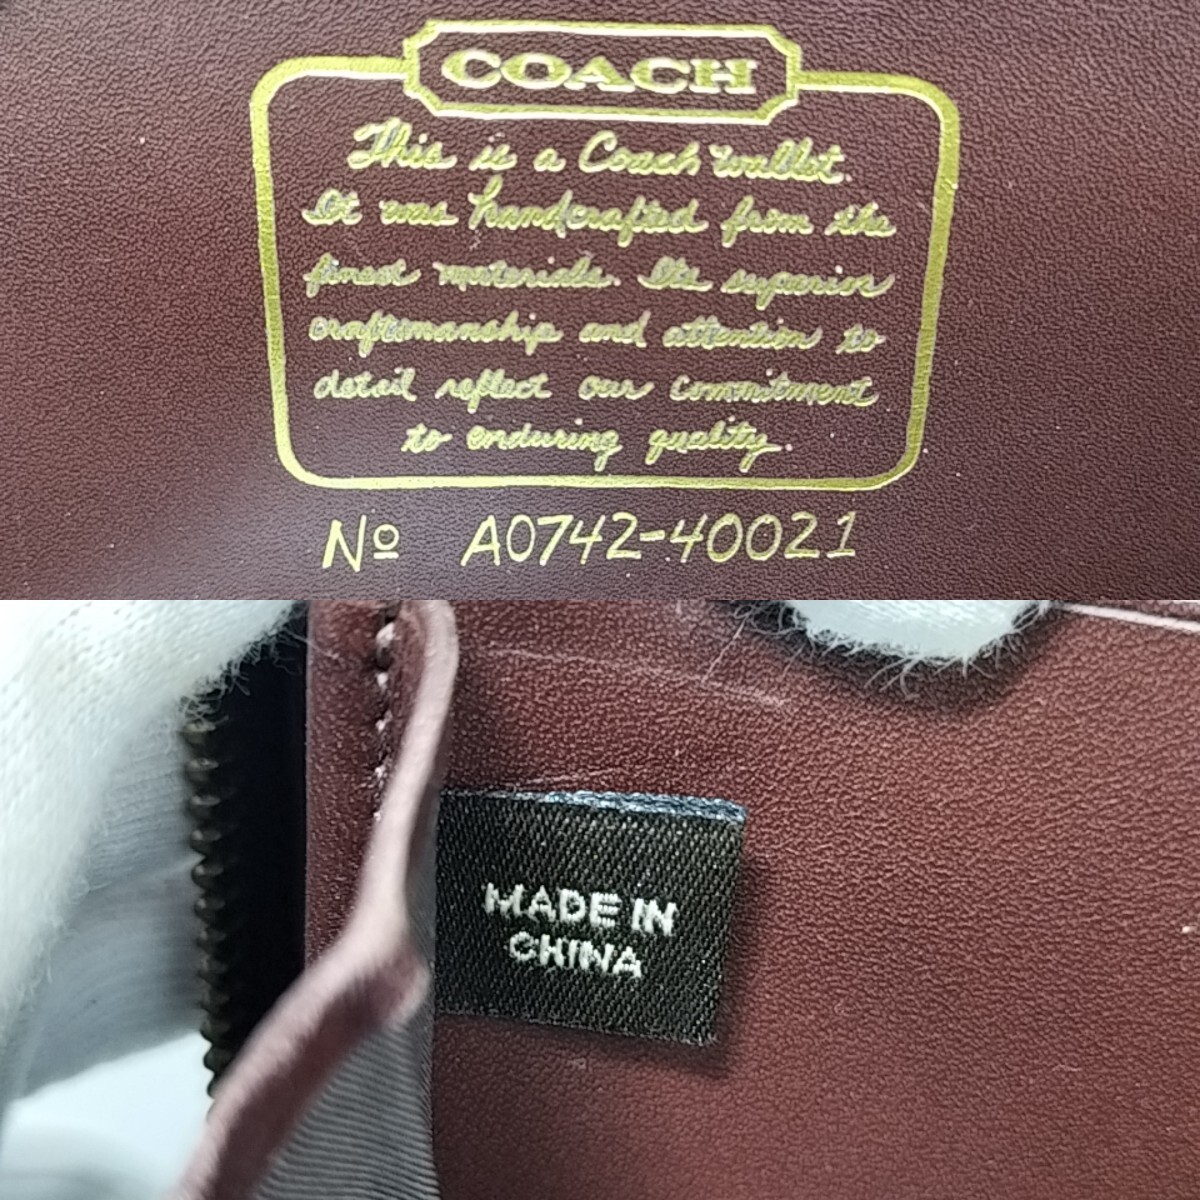 COACH
This is a Coach wallet.
It was handcrafted from the
finest materials. Its superior
craftsmanship and attention to
detail reflect our commitment
to enduring quality.
Nº A0742-40021
MADE IN
CHINA